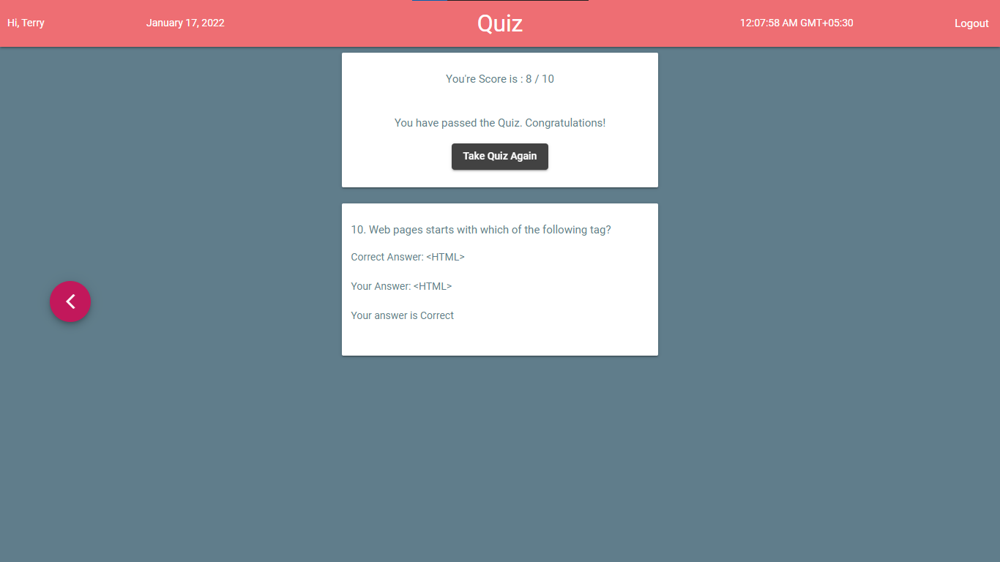 Hi, Terry
January 17, 2022
Quiz
12:07:58 AM GMT+05:30
Logout
You're Score is : 8 / 10
You have passed the Quiz. Congratulations!
Take Quiz Again
10. Web pages starts with which of the following tag?
Correct Answer: <HTML>
Your Answer: <HTML>
Your answer is Correct